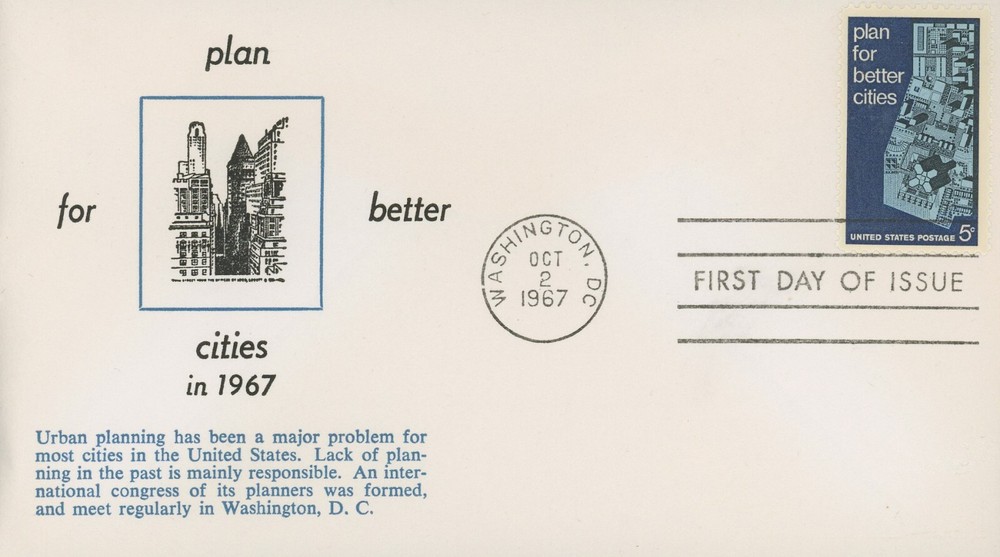 plan
for
better
cities
in 1967
Urban planning has been a major problem for
most cities in the United States. Lack of plan-
ning in the past is mainly responsible. An inter-
national congress of its planners was formed,
and meet regularly in Washington, D. C.
WASHINGTON, DC
OCT
2
1967
plan
for
better
cities
UNITED STATES POSTAGE 5c
FIRST DAY OF ISSUE